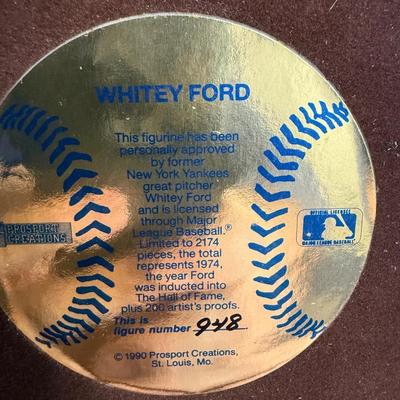 WHITEY FORD
This figurine has been
personally approved
by former
New York Yankees
great pitcher
Whitey Ford
and is licensed
through Major
League Baseball.®
Limited to 2174
pieces, the total
represents 1974,
the year Ford
was inducted into
The Hall of Fame,
plus 200 artist's proofs.
This is
figure number 948
© 1990 Prosport Creations,
St. Louis, Mo.
PROSPORT
CREATIONS
OFFICIAL LICENSEE
MAJOR LEAGUE BASEBALL